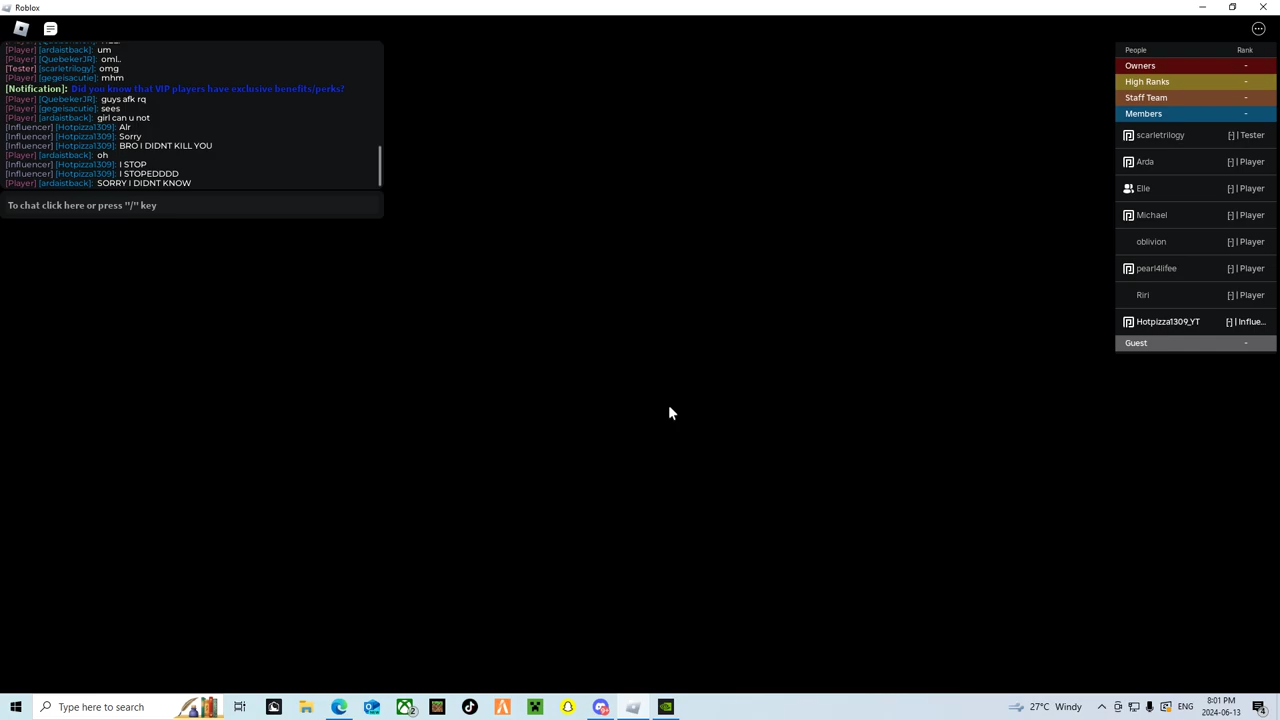 Roblox
[Player] [ardaistback]: um
[Player] [QuebekerJR]: oml..
[Tester] [scarletrilogy]: omg
[Player] [gegeisacutie]: mhm
[Notification]: Did you know that VIP players have exclusive benefits/perks?
[Player] [QuebekerJR]: guys afk rq
[Player] [gegeisacutie]: sees
[Player] [ardaistback]: girl can u not
[Influencer] [Hotpizza1309]: Alr
[Influencer] [Hotpizza1309]: Sorry
[Influencer] [Hotpizza1309]: BRO I DIDNT KILL YOU
[Player] [ardaistback]: oh
[Influencer] [Hotpizza1309]: I STOP
[Influencer] [Hotpizza1309]: I STOPEDDDD
[Player] [ardaistback]: SORRY I DIDNT KNOW
To chat click here or press "/" key
People Rank
Owners -
High Ranks -
Staff Team -
Members -
scarletrilogy [-] | Tester
Arda [-] | Player
Elle [-] | Player
Michael [-] | Player
oblivion [-] | Player
pearl4lifee [-] | Player
Riri [-] | Player
Hotpizza1309_YT [-] | Influe...
Guest -
Type here to search
27°C Windy
ENG
8:01 PM
2024-06-13